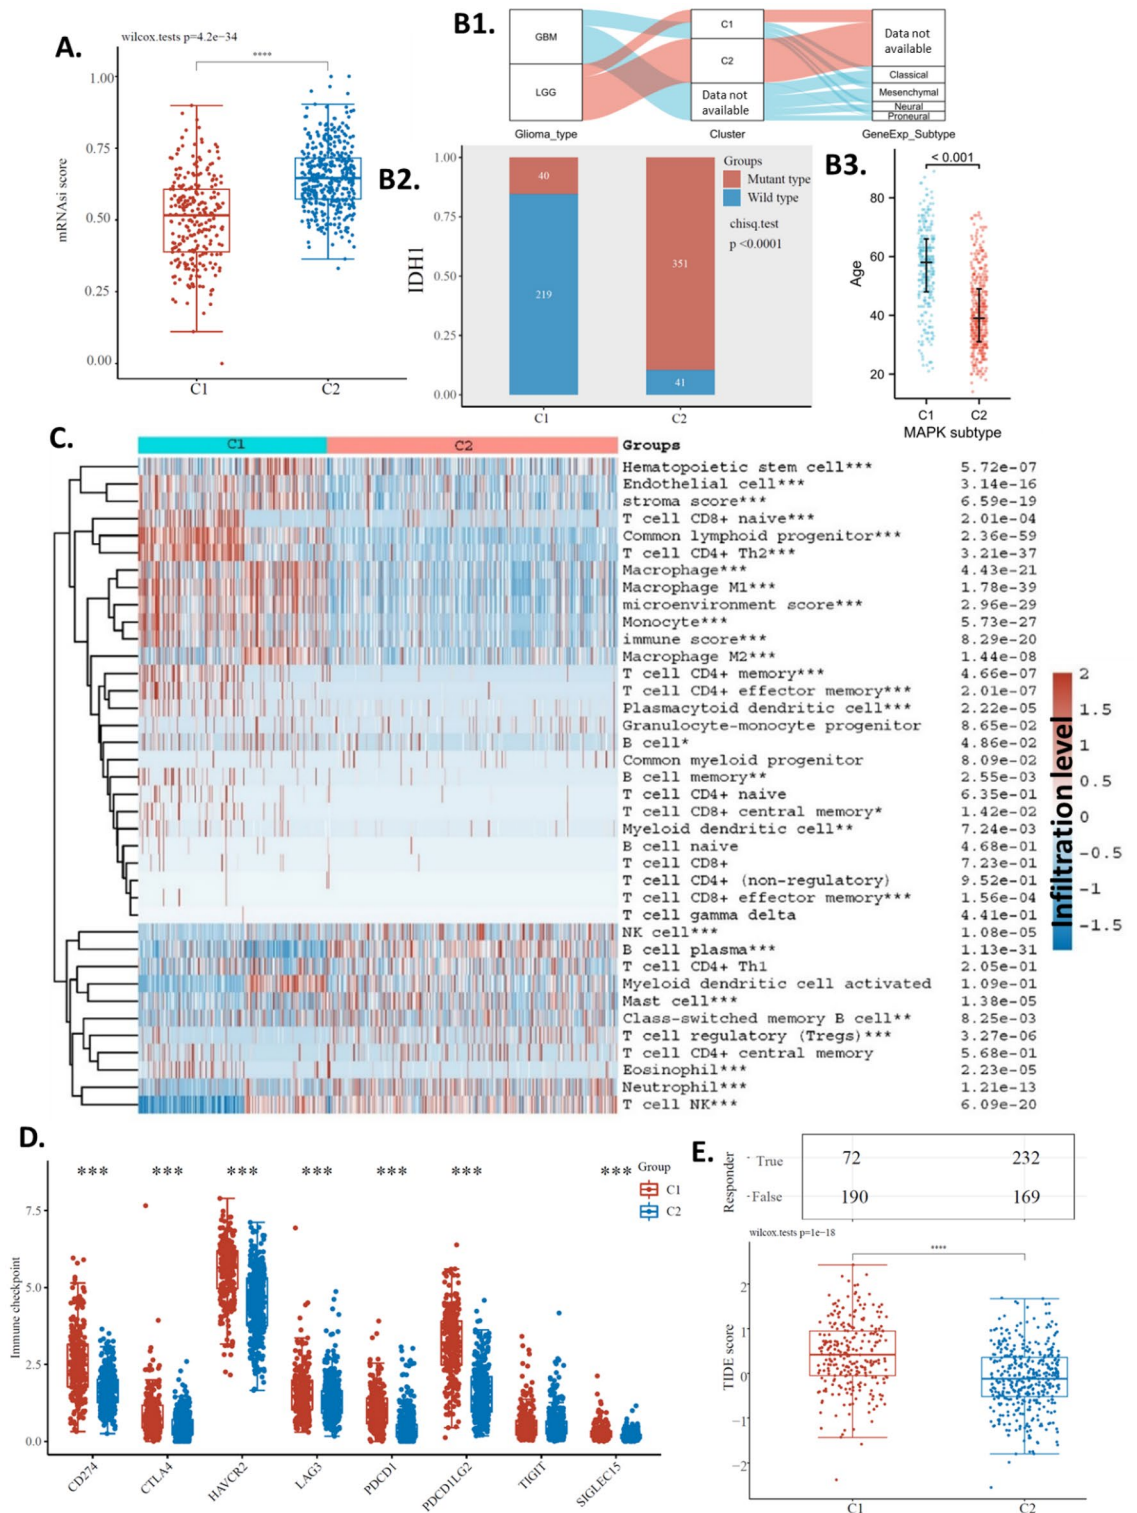 A.
wilcox.tests p=4.2e−34
****
1.00
0.75
0.50
0.25
0.00
mRNAsi score
C1
C2
B1.
GBM
LGG
C1
C2
Data not
available
Data not
available
Classical
Mesenchymal
Neural
Proneural
Glioma_type
Cluster
GeneExp_Subtype
B2.
1.00
0.75
0.50
0.25
0.00
IDH1
40
219
351
41
C1
C2
Groups
Mutant type
Wild type
chisq.test
p <0.0001
B3.
< 0.001
80
60
40
20
Age
C1
C2
MAPK subtype
C.
C1
C2
Groups
Hematopoietic stem cell*** 5.72e−07
Endothelial cell*** 3.14e−16
stroma score*** 6.59e−19
T cell CD8+ naive*** 2.01e−04
Common lymphoid progenitor*** 2.36e−59
T cell CD4+ Th2*** 3.21e−37
Macrophage*** 4.43e−21
Macrophage M1*** 1.78e−39
microenvironment score*** 2.96e−29
Monocyte*** 5.73e−27
immune score*** 8.29e−20
Macrophage M2*** 1.44e−08
T cell CD4+ memory*** 4.66e−07
T cell CD4+ effector memory*** 2.01e−07
Plasmacytoid dendritic cell*** 2.22e−05
Granulocyte−monocyte progenitor 8.65e−02
B cell* 4.86e−02
Common myeloid progenitor 8.09e−02
B cell memory** 2.55e−03
T cell CD4+ naive 6.35e−01
T cell CD8+ central memory* 1.42e−02
Myeloid dendritic cell** 7.24e−03
B cell naive 4.68e−01
T cell CD8+ 7.23e−01
T cell CD4+ (non−regulatory) 9.52e−01
T cell CD8+ effector memory*** 1.56e−04
T cell gamma delta 4.41e−01
NK cell*** 1.08e−05
B cell plasma*** 1.13e−31
T cell CD4+ Th1 2.05e−01
Myeloid dendritic cell activated 1.09e−01
Mast cell*** 1.38e−05
Class−switched memory B cell** 8.25e−03
T cell regulatory (Tregs)*** 3.27e−06
T cell CD4+ central memory 5.68e−01
Eosinophil*** 2.23e−05
Neutrophil*** 1.21e−13
T cell NK*** 6.09e−20
2
1.5
1
0.5
0
−0.5
−1
−1.5
Infiltration level
D.
*** *** *** *** *** *** ***
Group
C1
C2
7.5
5.0
2.5
0.0
Immune checkpoint
CD274
CTLA4
HAVCR2
LAG3
PDCD1
PDCD1LG2
TIGIT
SIGLEC15
E.
Responder
True 72 232
False 190 169
wilcox.tests p=1e−18
****
2
1
0
−1
−2
TIDE score
C1
C2